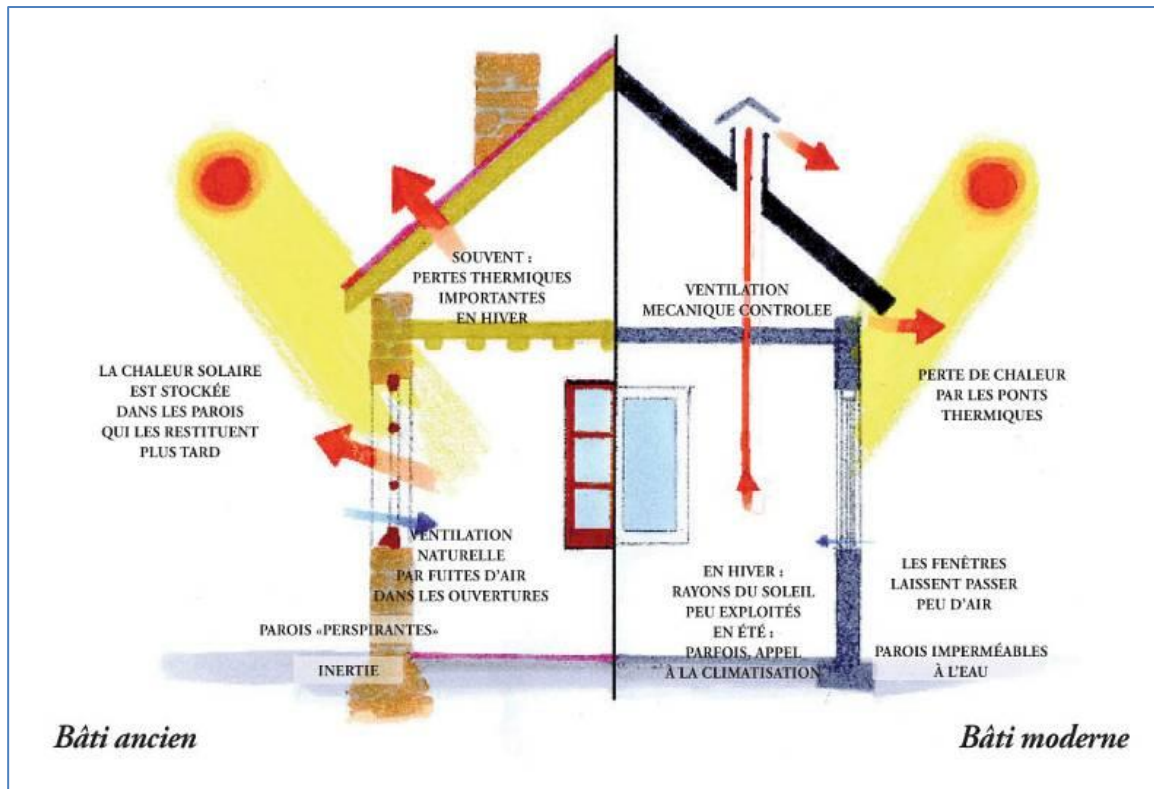 SOUVENT :
PERTES THERMIQUES
IMPORTANTES
EN HIVER
VENTILATION
MECANIQUE CONTROLEE
LA CHALEUR SOLAIRE
EST STOCKÉE
DANS LES PAROIS
QUI LES RESTITUENT
PLUS TARD
PERTE DE CHALEUR
PAR LES PONTS
THERMIQUES
VENTILATION
NATURELLE
PAR FUITES D'AIR
DANS LES OUVERTURES
EN HIVER :
RAYONS DU SOLEIL
PEU EXPLOITÉS
EN ÉTÉ :
PARFOIS, APPEL
À LA CLIMATISATION
LES FENÊTRES
LAISSENT PASSER
PEU D'AIR
PAROIS «PERSPIRANTES»
INERTIE
PAROIS IMPERMÉABLES
À L'EAU
Bâti ancien
Bâti moderne